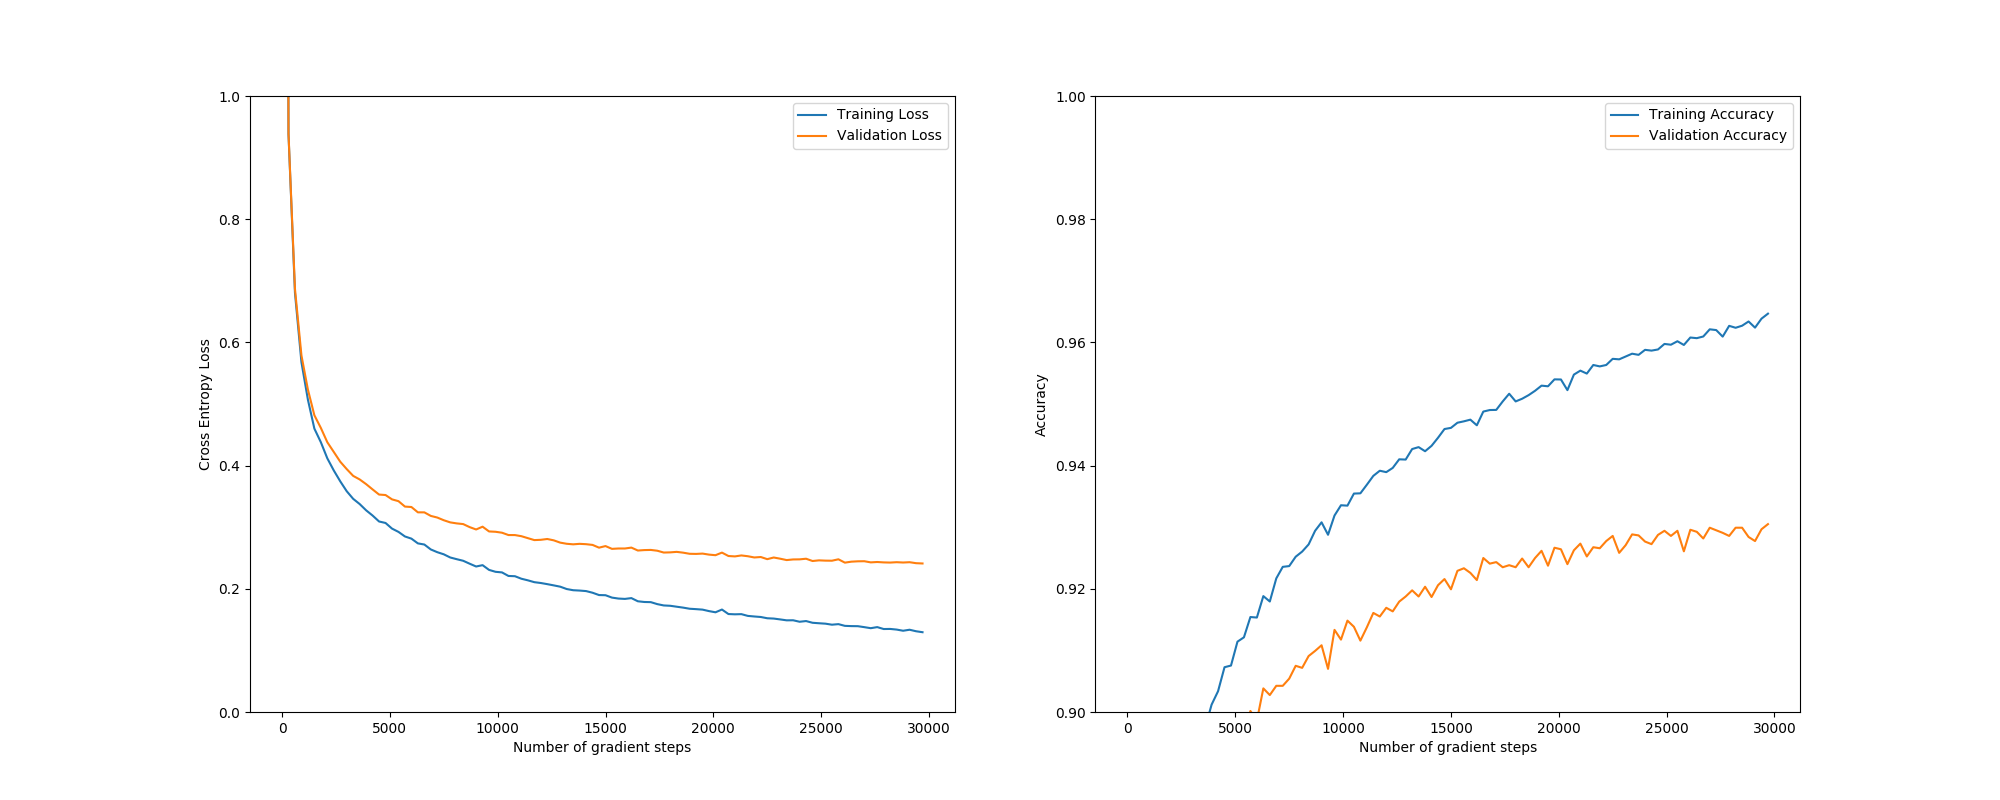 1.0
0.8
0.6
0.4
0.2
0.0
Cross Entropy Loss
Training Loss
Validation Loss
0 5000 10000 15000 20000 25000 30000
Number of gradient steps
1.00
0.98
0.96
0.94
0.92
0.90
Accuracy
Training Accuracy
Validation Accuracy
0 5000 10000 15000 20000 25000 30000
Number of gradient steps